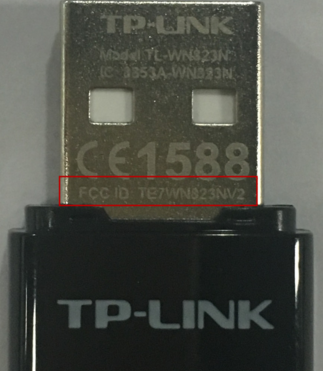 TP-LINK
Model TL-WN823N
IC 8853A-WN823N
CE1588
FCC ID TE7WN823NV2
TP-LINK